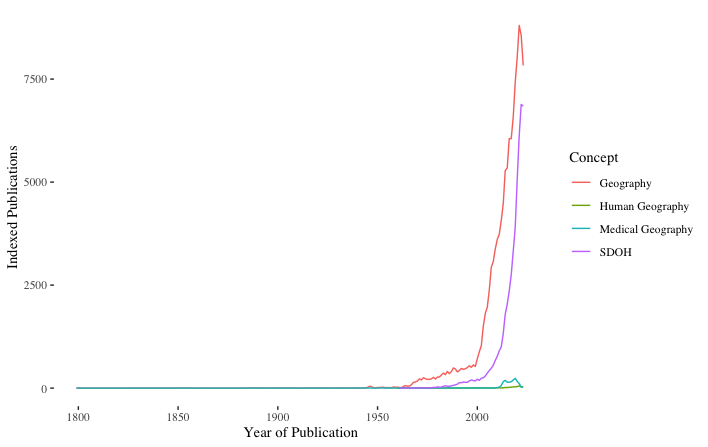 7500
5000
2500
0
Indexed Publications
1800
1850
1900
1950
2000
Year of Publication
Concept
Geography
Human Geography
Medical Geography
SDOH